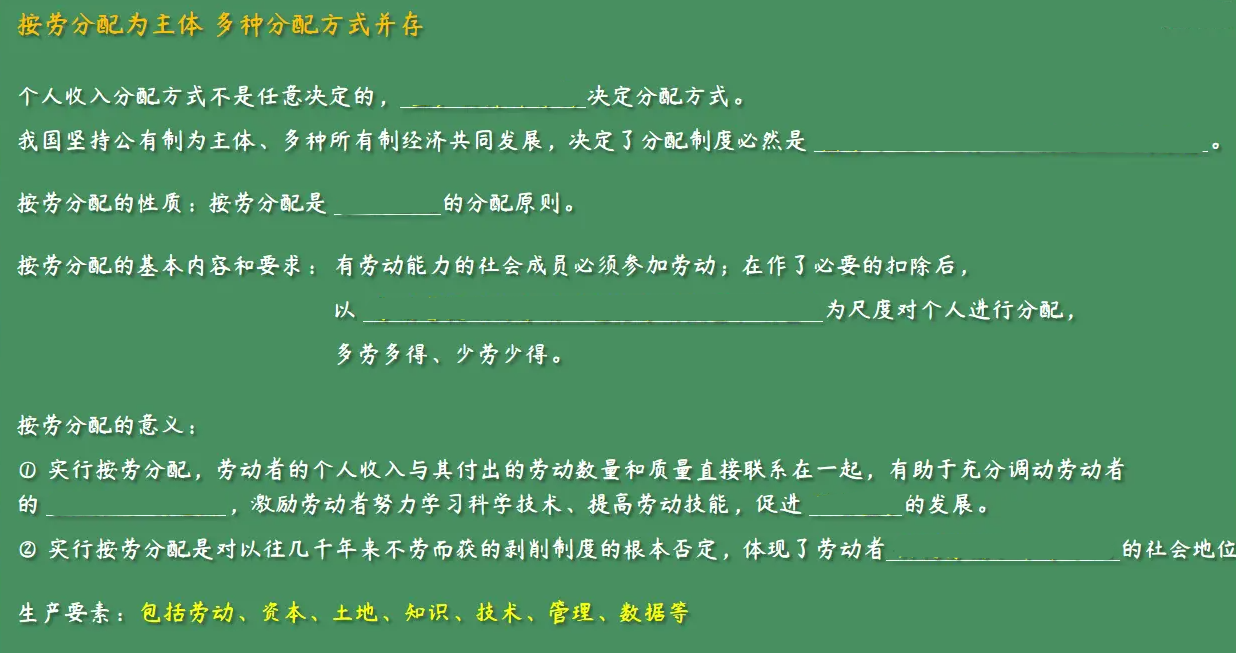 按劳分配为主体 多种分配方式并存
个人收入分配方式不是任意决定的，________决定分配方式。
我国坚持公有制为主体、多种所有制经济共同发展，决定了分配制度必然是________________。
按劳分配的性质：按劳分配是_____的分配原则。
按劳分配的基本内容和要求：有劳动能力的社会成员必须参加劳动；在作了必要的扣除后，
以____________________为尺度对个人进行分配，
多劳多得、少劳少得。
按劳分配的意义：
① 实行按劳分配，劳动者的个人收入与其付出的劳动数量和质量直接联系在一起，有助于充分调动劳动者
的________，激励劳动者努力学习科学技术、提高劳动技能，促进____的发展。
② 实行按劳分配是对以往几千年来不劳而获的剥削制度的根本否定，体现了劳动者__________的社会地位
生产要素：包括劳动、资本、土地、知识、技术、管理、数据等